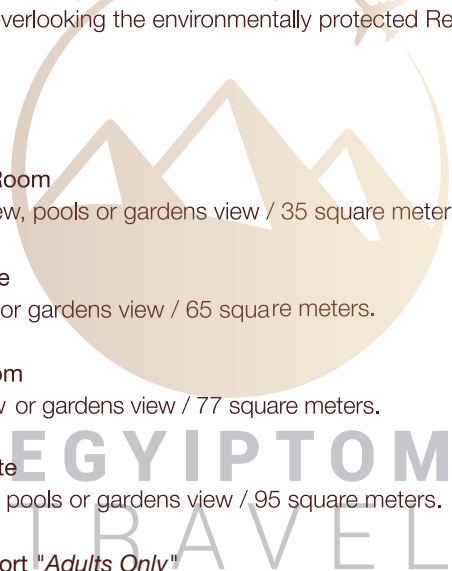 overlooking the environmentally protected Re
Room
ew, pools or gardens view / 35 square meter
e
or gardens view / 65 square meters.
om
w or gardens view / 77 square meters.
te
pools or gardens view / 95 square meters.
ort "Adults Only"
EGYIPTOM
TRAVEL